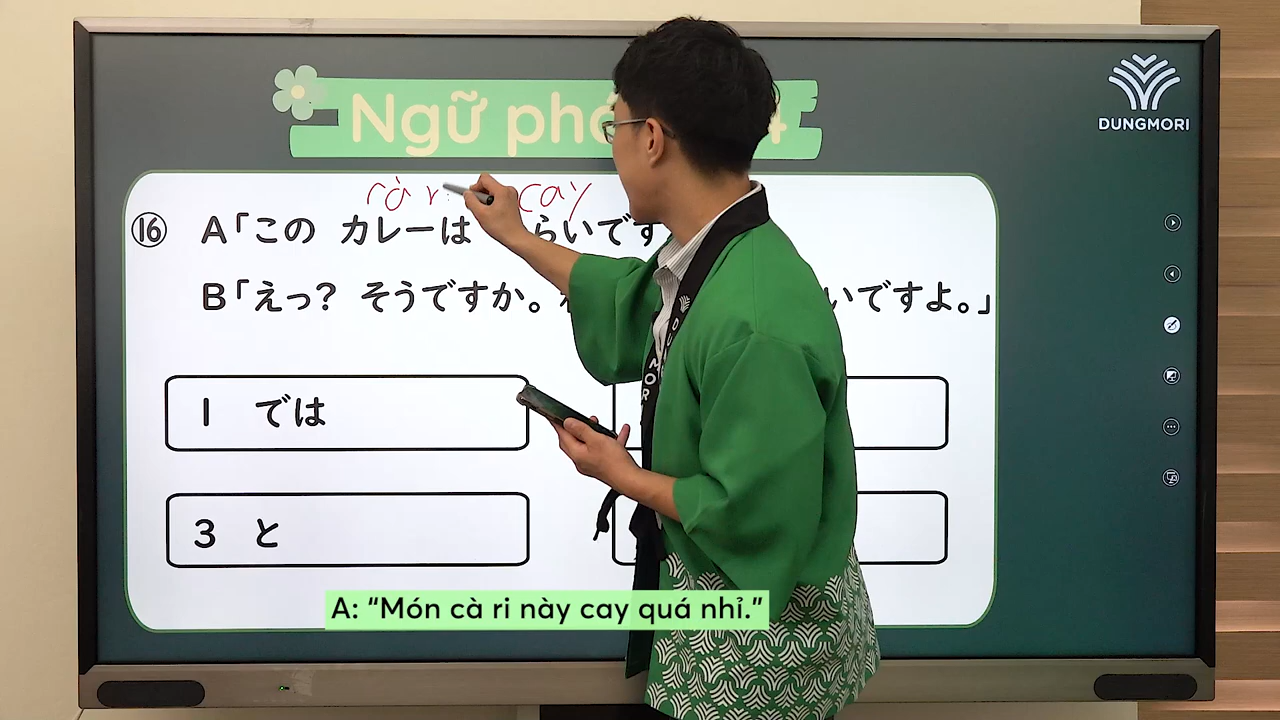 Ngữ phá
DUNGMORI
cà r cay
⑯ A「この カレーは らいです
B「えっ? そうですか。 いですよ。」
1 では
3 と
A: “Món cà ri này cay quá nhỉ.”